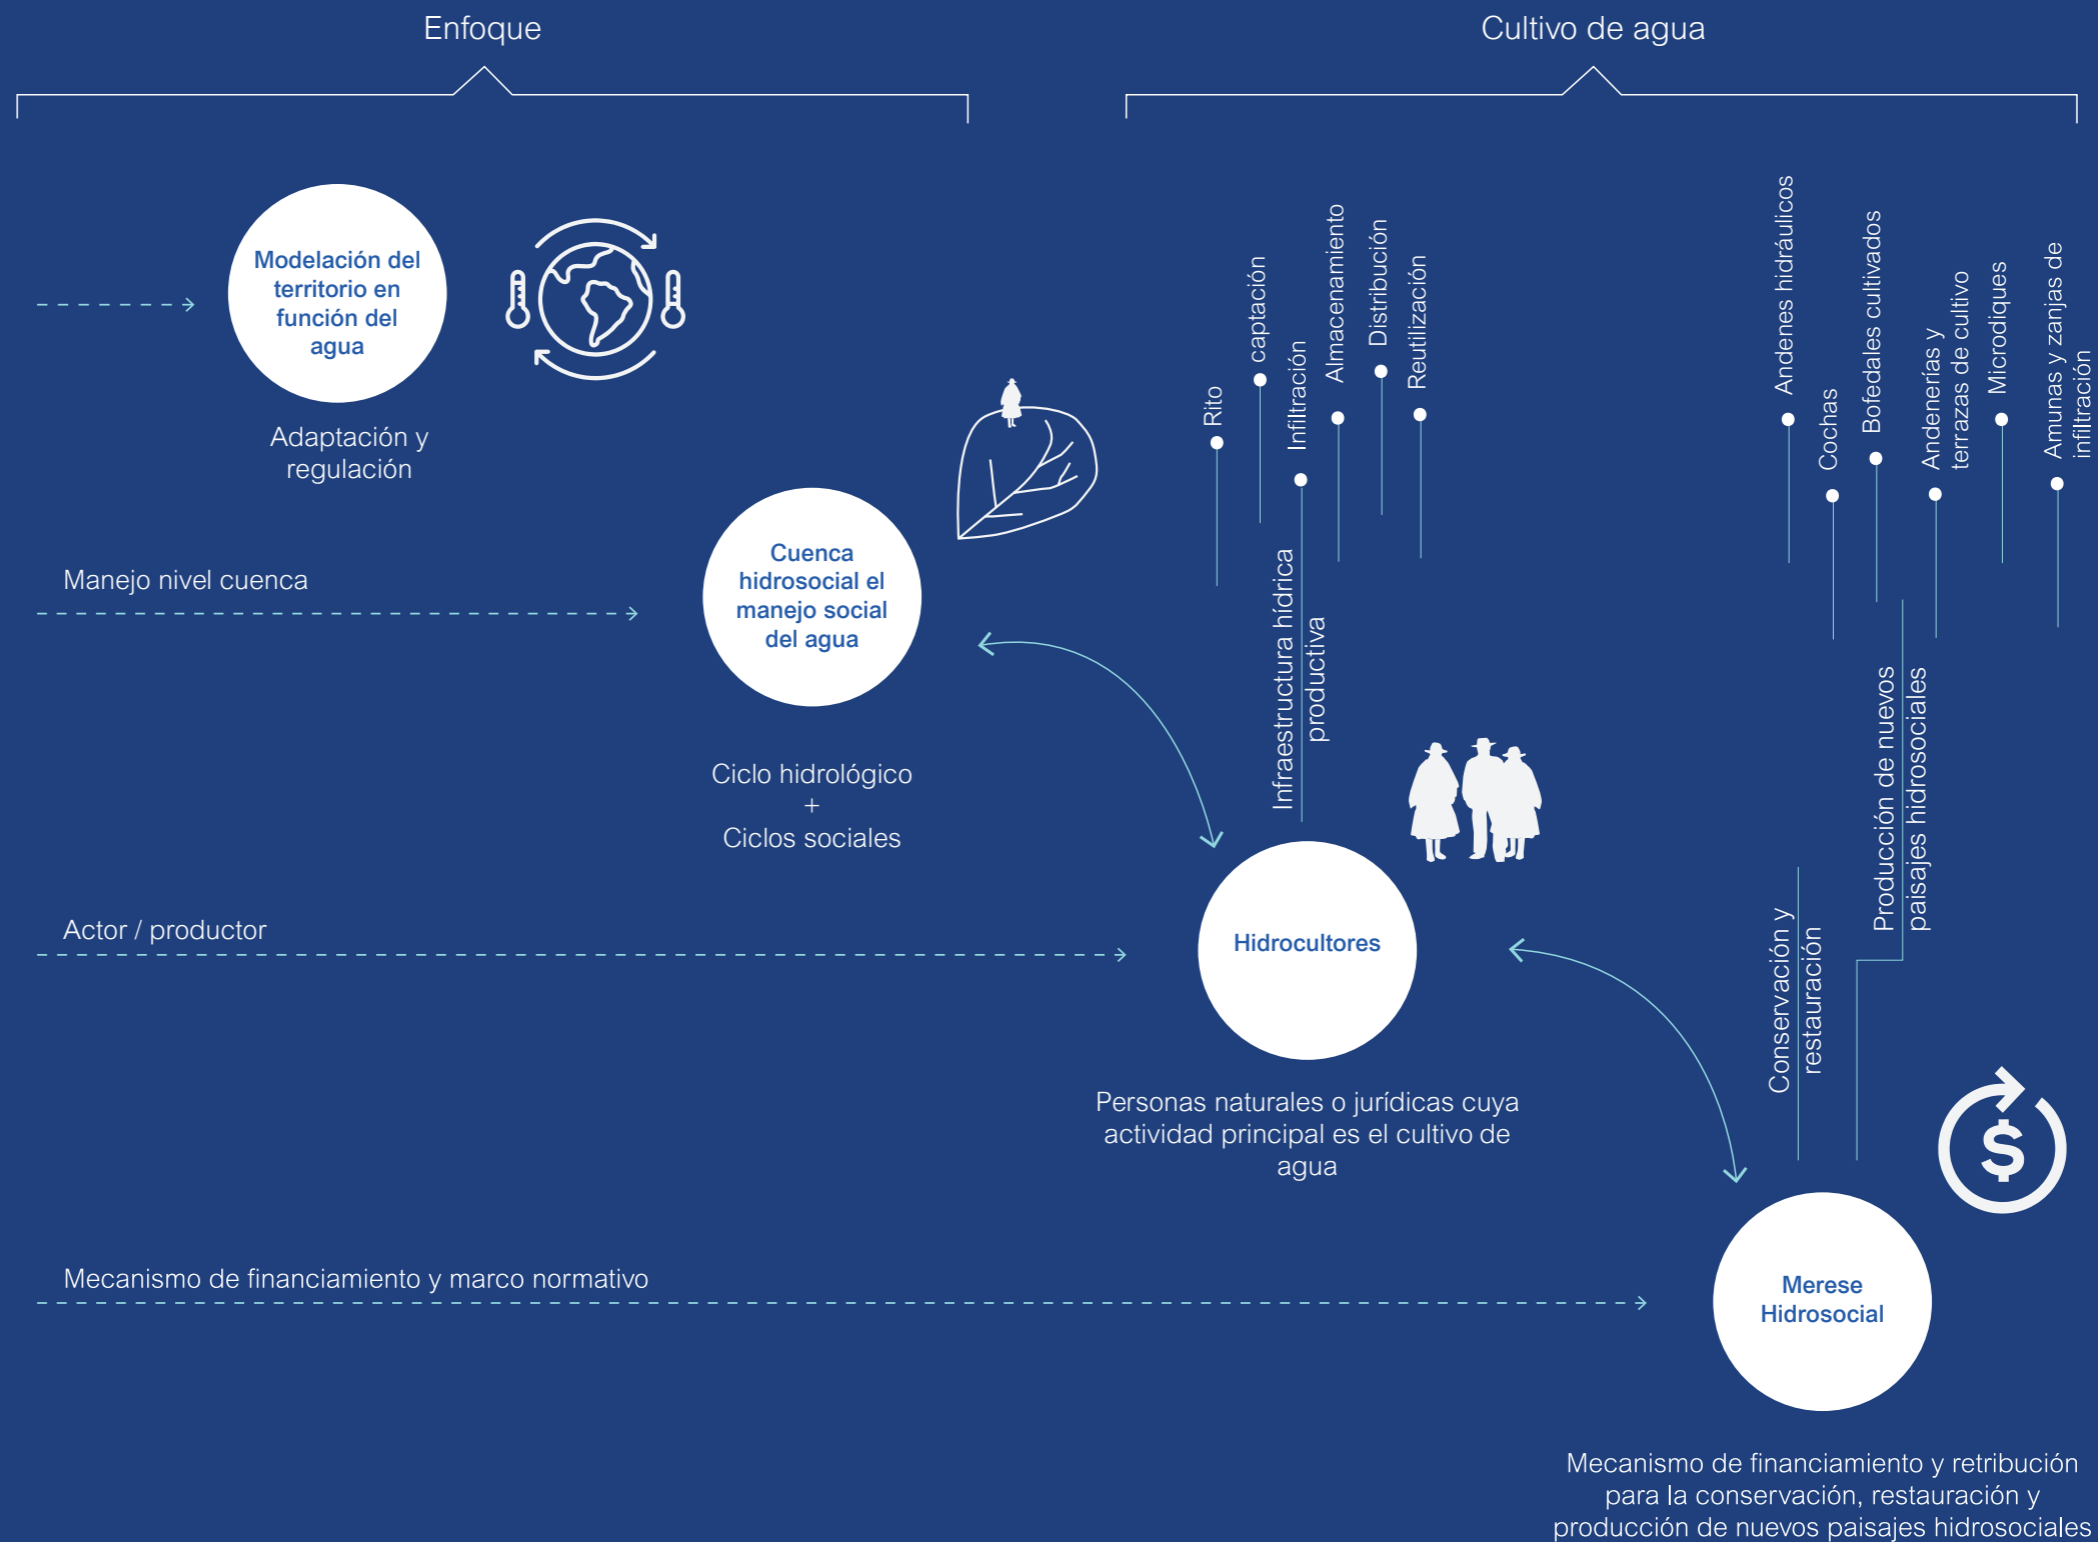 Enfoque
Cultivo de agua
Modelación del
territorio en
función del
agua
Adaptación y
regulación
Manejo nivel cuenca
Cuenca
hidrosocial el
manejo social
del agua
Ciclo hidrológico
+
Ciclos sociales
Rito
captación
Infiltración
Almacenamiento
Distribución
Reutilización
Infraestructura hídrica
productiva
Andenes hidráulicos
Cochas
Bofedales cultivados
Andenerías y
terrazas de cultivo
Microdiques
Amunas y zanjas de
infiltración
Producción de nuevos
paisajes hidrosociales
Conservación y
restauración
Actor / productor
Hidrocultores
Personas naturales o jurídicas cuya
actividad principal es el cultivo de
agua
Mecanismo de financiamiento y marco normativo
$
Merese
Hidrosocial
Mecanismo de financiamiento y retribución
para la conservación, restauración y
producción de nuevos paisajes hidrosociales